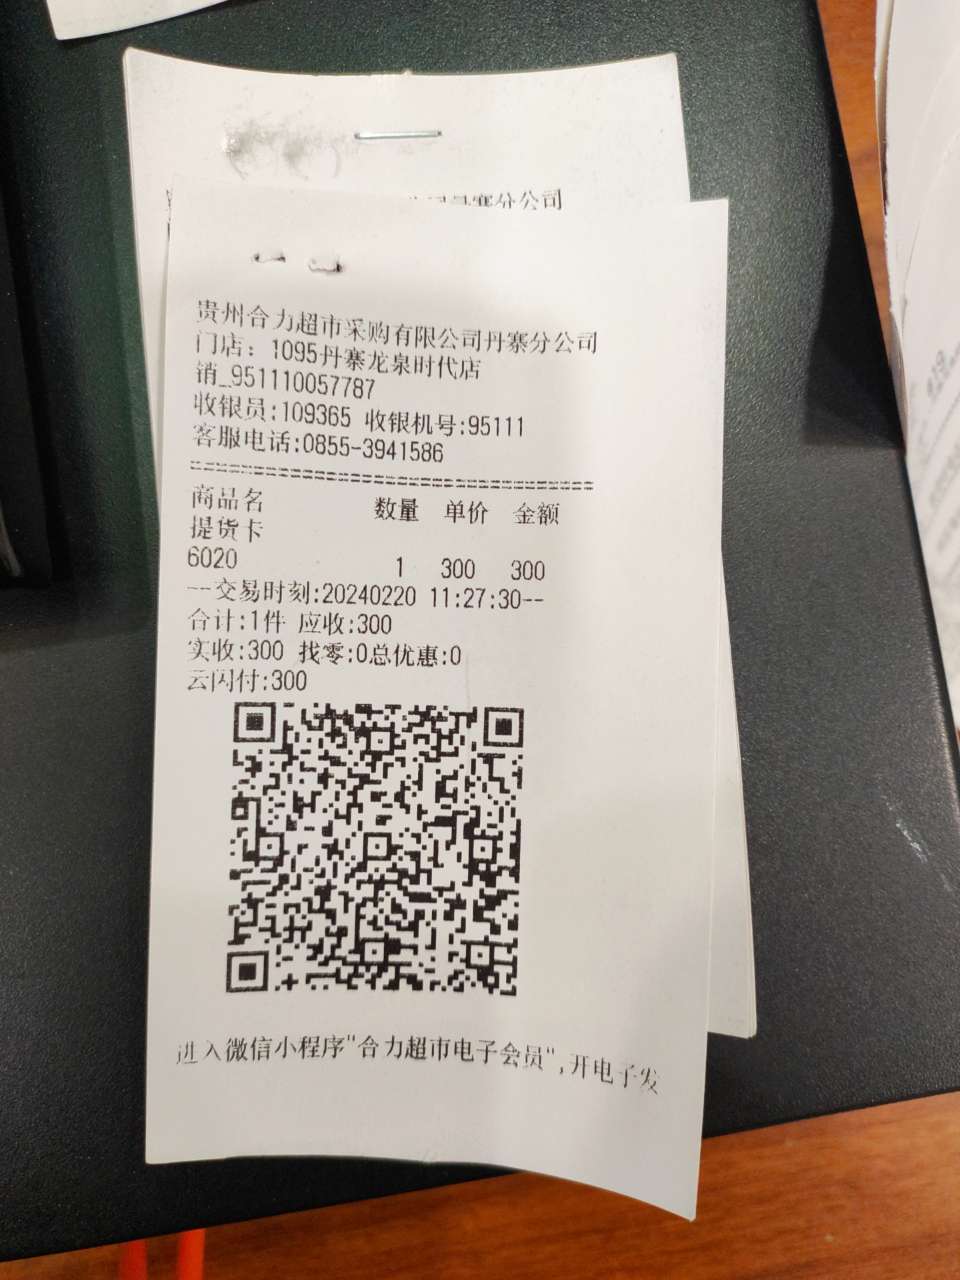 寨分公司
贵州合力超市采购有限公司丹寨分公司
门店：1095丹寨龙泉时代店
销_951110057787
收银员:109365 收银机号:95111
客服电话:0855-3941586
商品名 数量 单价 金额
提货卡
6020 1 300 300
--交易时刻:20240220 11:27:30--
合计:1件 应收:300
实收:300 找零:0总优惠:0
云闪付:300
进入微信小程序"合力超市电子会员",开电子发